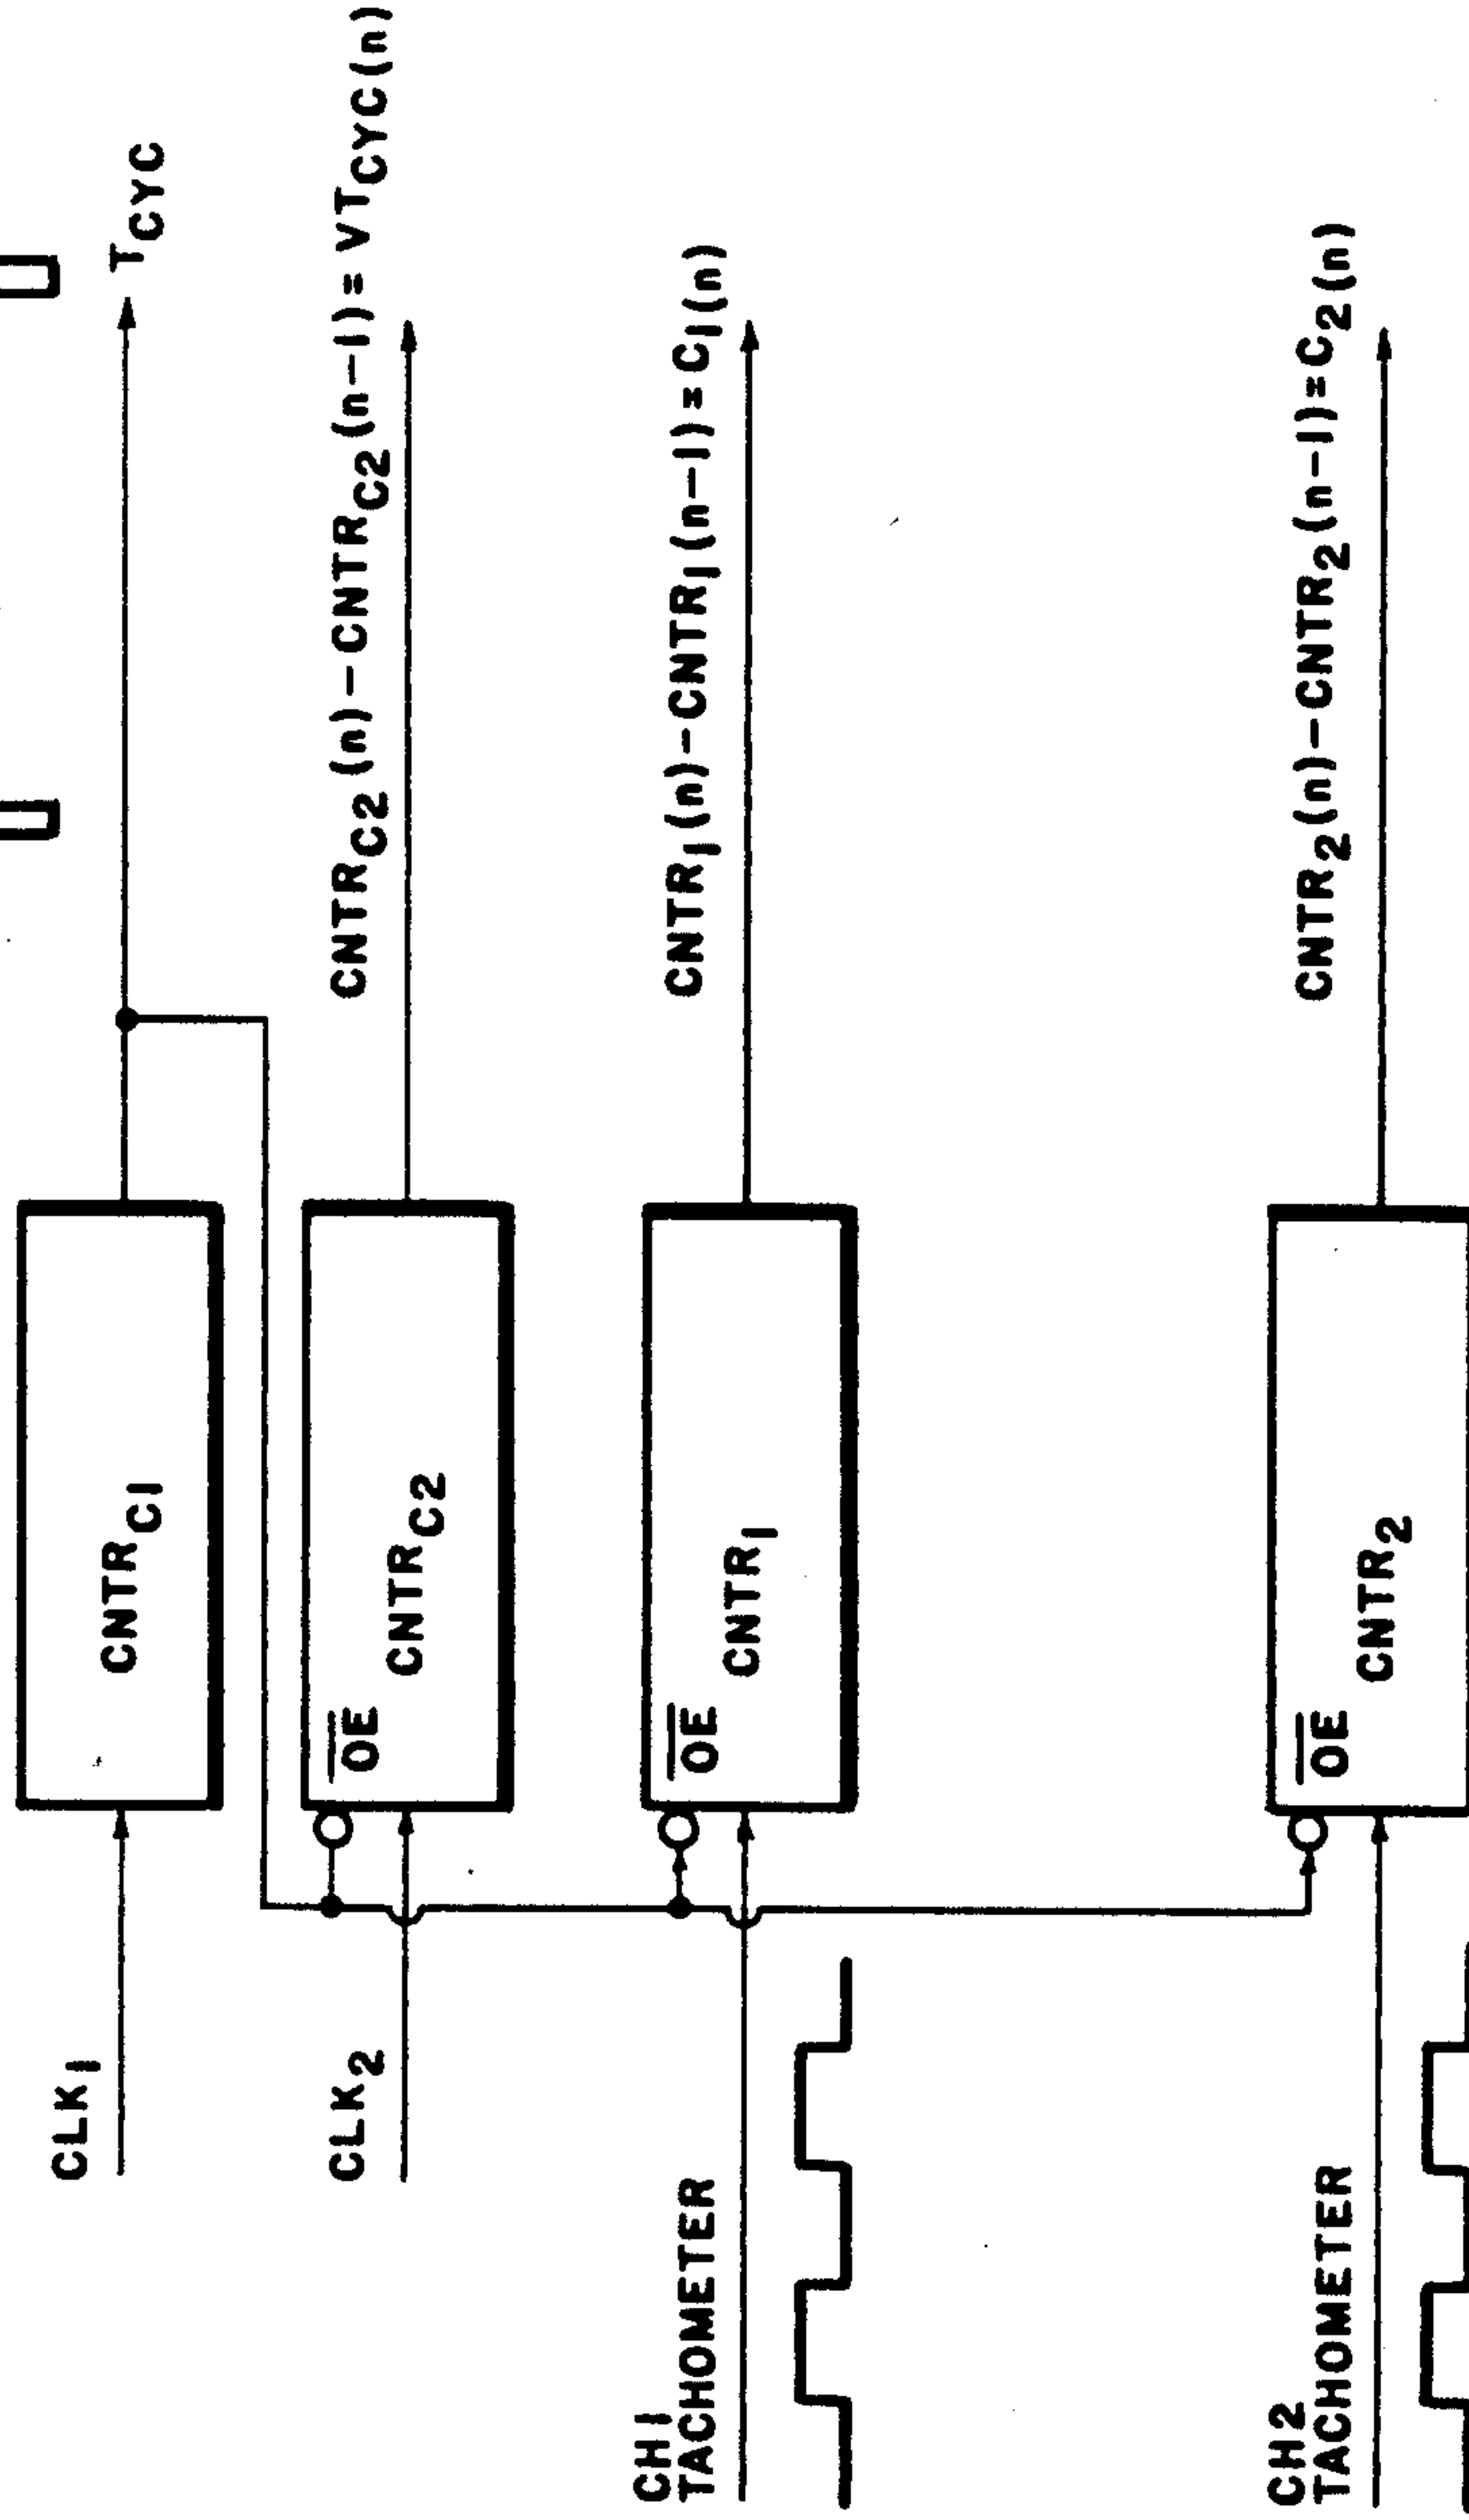 CLK1
CNTRC1
TCYC
CLK2
OE
CNTRC2
CNTRC2(n)-CNTRC2(n-1)=VTCYC(n)
CH1
TACHOMETER
OE
CNTR1
CNTR1(n)-CNTR1(n-1)=C1(n)
CH2
TACHOMETER
OE
CNTR2
CNTR2(n)-CNTR2(n-1)=C2(n)